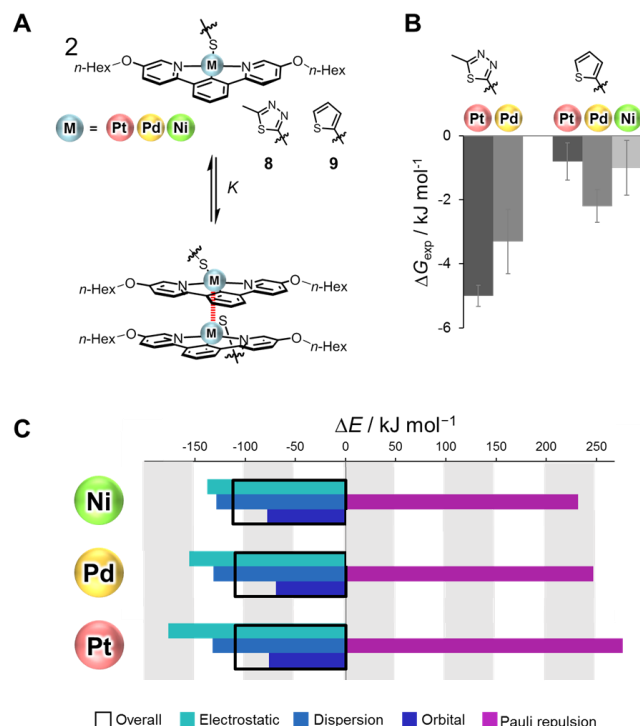 A
2
S
M
N
N
n-Hex
O
O
n-Hex
M = Pt Pd Ni
N-N
S
8
S
9
K
S
M
N
N
n-Hex
O
O
n-Hex
S
M
N
N
n-Hex
O
O
n-Hex
B
N-N
S
S
Pt Pd Pt Pd Ni
0
-2
-4
-6
ΔGexp / kJ mol⁻¹
C
ΔE / kJ mol⁻¹
-150 -100 -50 0 50 100 150 200 250
Ni
Pd
Pt
Overall Electrostatic Dispersion Orbital Pauli repulsion